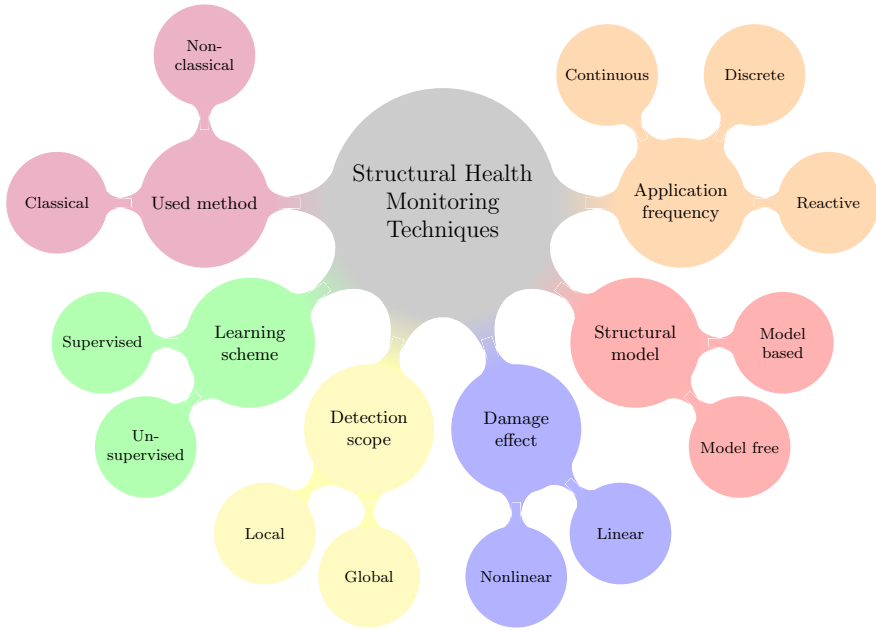 Structural Health
Monitoring
Techniques
Non-
classical
Classical
Used method
Supervised
Learning
scheme
Un-
supervised
Detection
scope
Local
Global
Damage
effect
Nonlinear
Linear
Structural
model
Model
based
Model free
Application
frequency
Continuous
Discrete
Reactive